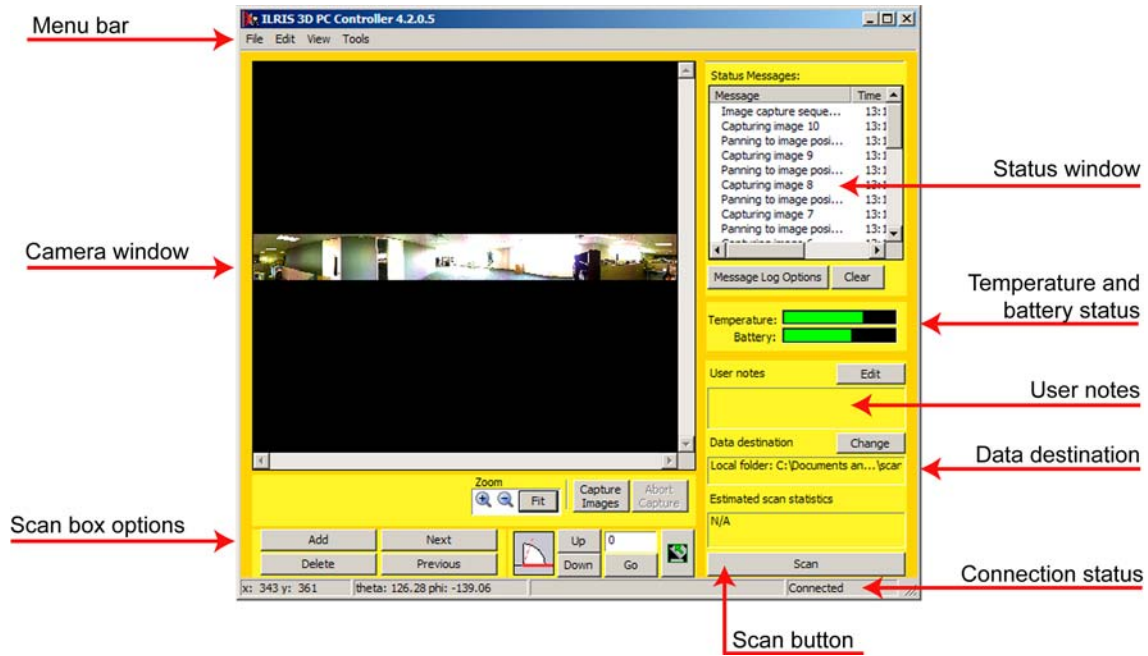 Menu bar
ILRIS 3D PC Controller 4.2.0.5
File Edit View Tools
Status Messages:
Message Time
Image capture seque... 13:1
Capturing image 10 13:1
Panning to image posi... 13:1
Capturing image 9 13:1
Panning to image posi... 13:1
Capturing image 8 13:1
Panning to image posi... 13:1
Capturing image 7 13:1
Panning to image posi... 13:1
Status window
Camera window
Message Log Options Clear
Temperature and
battery status
Temperature:
Battery:
User notes Edit
User notes
Data destination Change
Local folder: C:\Documents an...\scar
Data destination
Zoom
Fit
Capture
Images
Abort
Capture
Estimated scan statistics
N/A
Scan box options
Add Next
Delete Previous
Up 0
Down Go
Scan
Connection status
x: 343 y: 361 theta: 126.28 phi: -139.06 Connected
Scan button